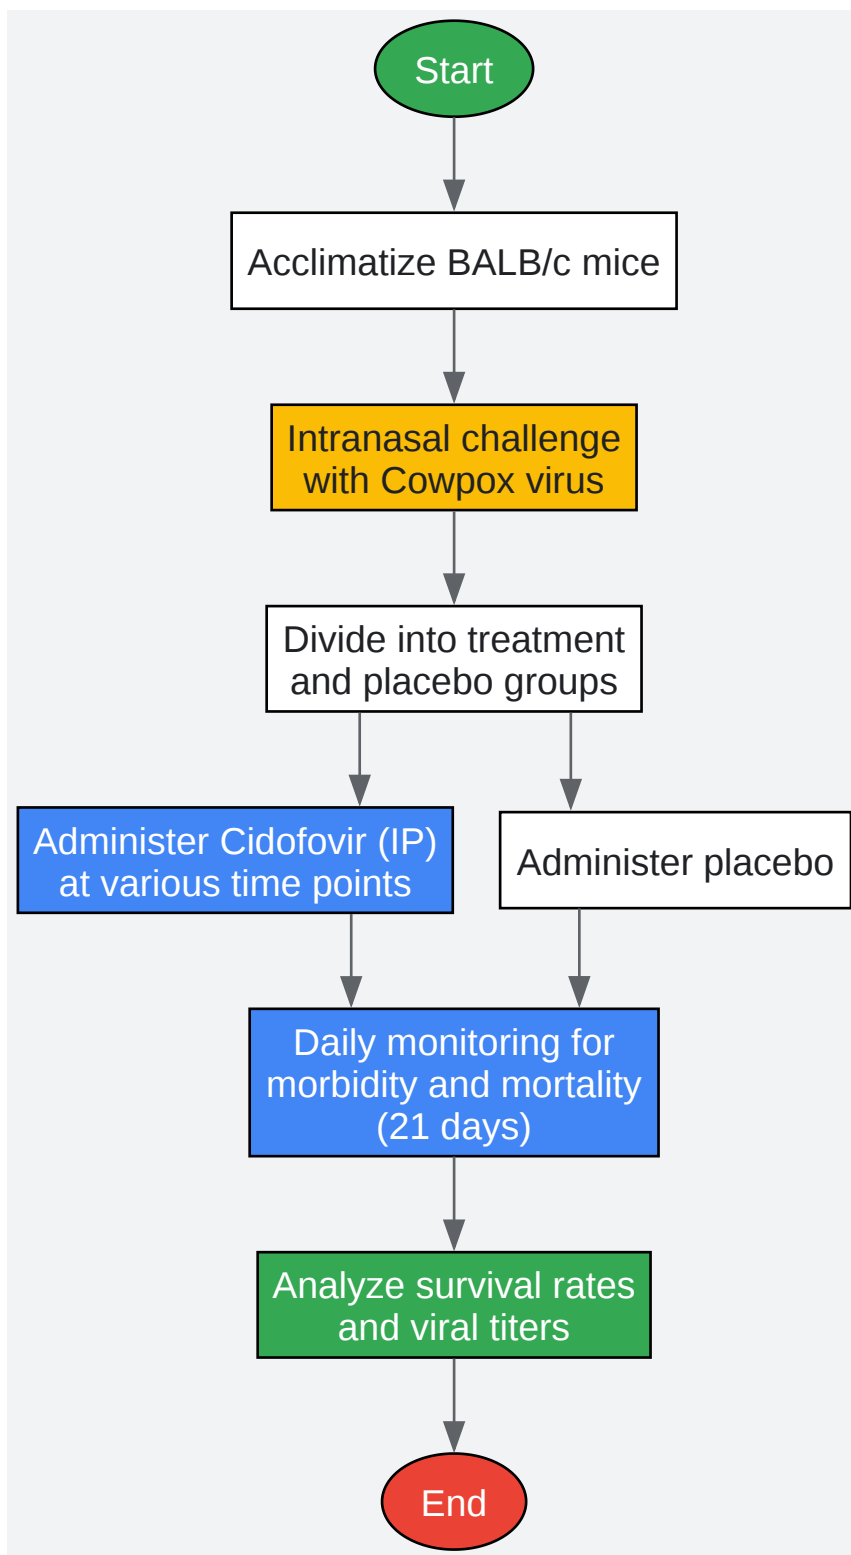 Start
Acclimatize BALB/c mice
Intranasal challenge
with Cowpox virus
Divide into treatment
and placebo groups
Administer Cidofovir (IP)
at various time points
Administer placebo
Daily monitoring for
morbidity and mortality
(21 days)
Analyze survival rates
and viral titers
End